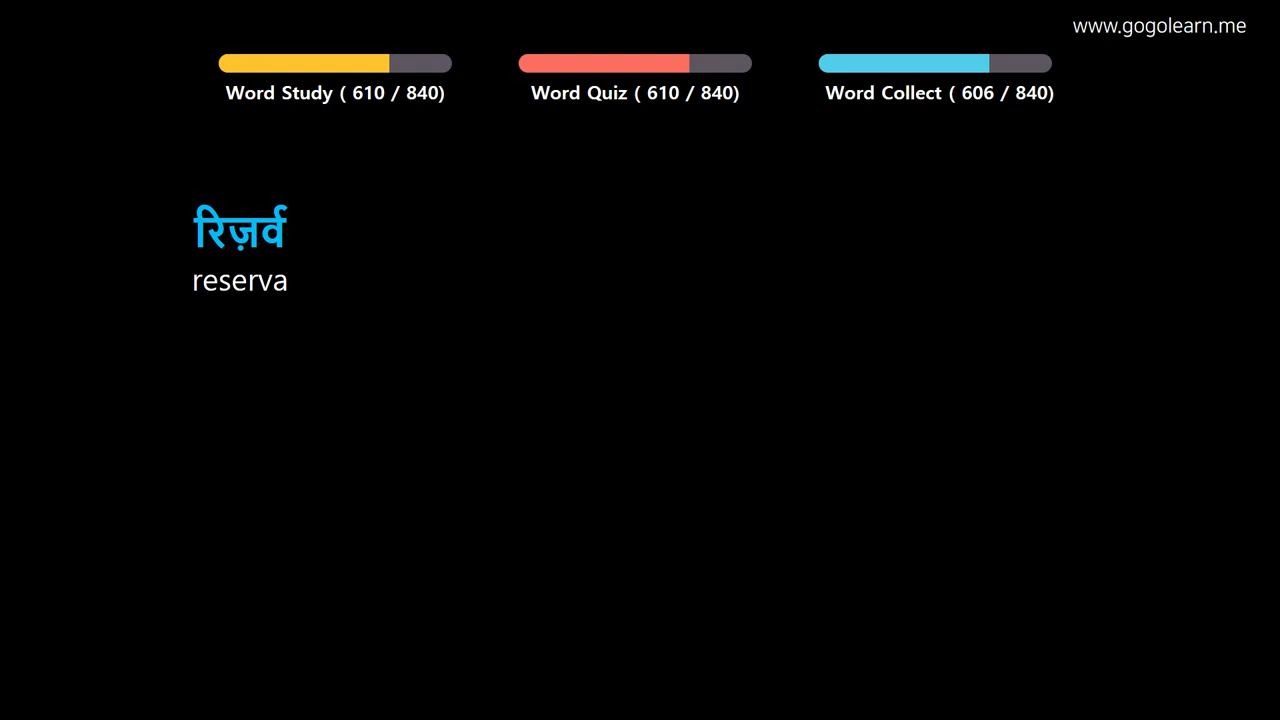 www.gogolearn.me
Word Study ( 610 / 840)
Word Quiz ( 610 / 840)
Word Collect ( 606 / 840)
रिज़र्व
reserva